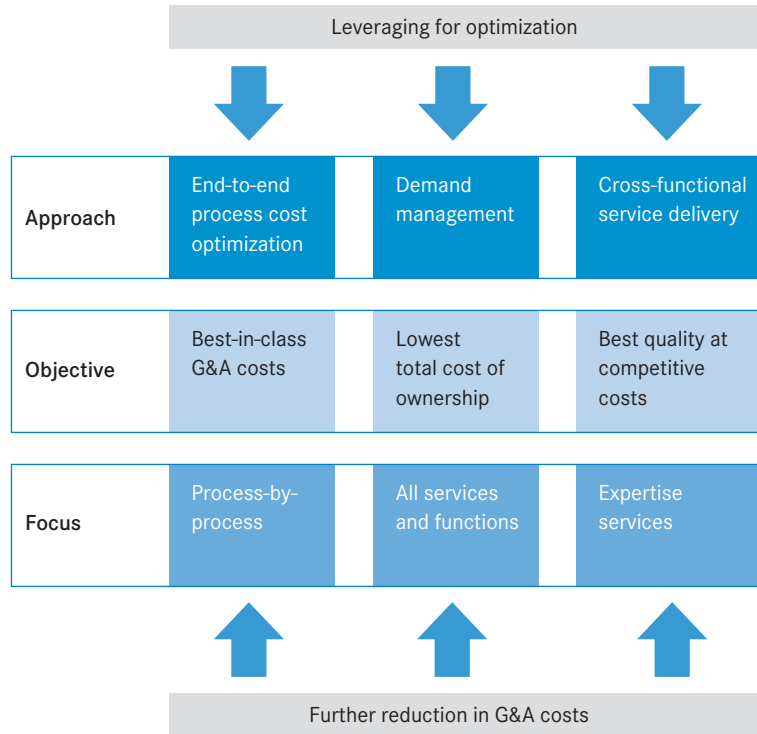 Leveraging for optimization
Approach
End-to-end
process cost
optimization
Demand
management
Cross-functional
service delivery
Objective
Best-in-class
G&A costs
Lowest
total cost of
ownership
Best quality at
competitive
costs
Focus
Process-by-
process
All services
and functions
Expertise
services
Further reduction in G&A costs